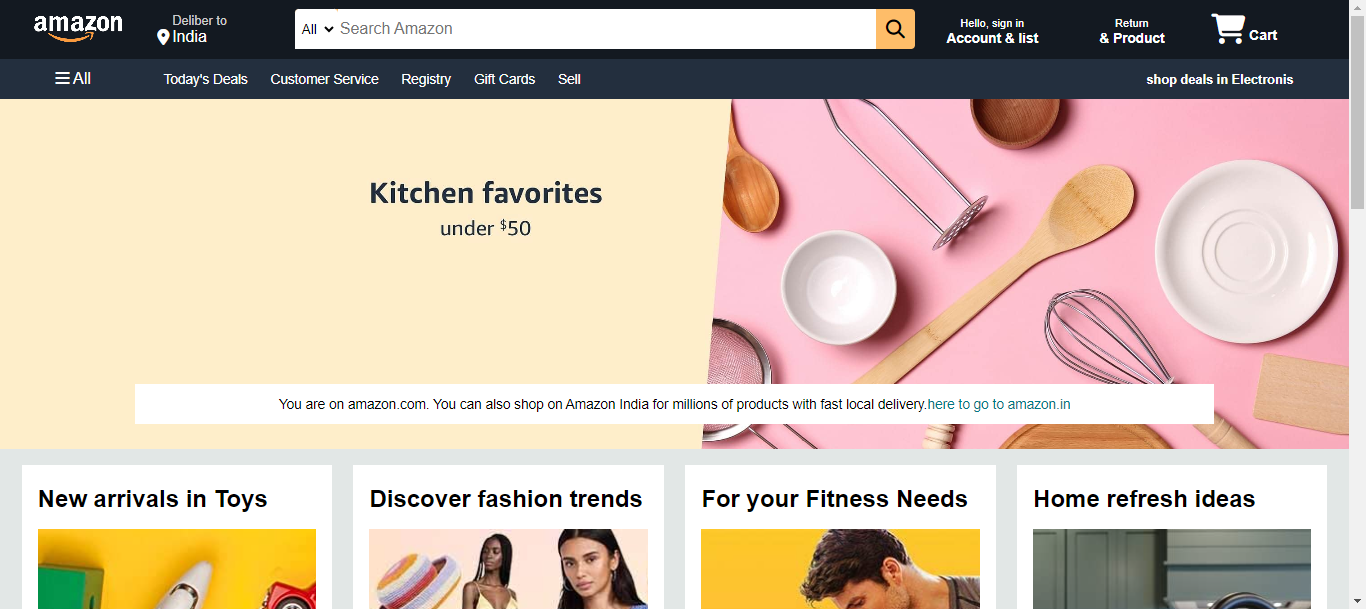 amazon
Deliber to
India
All
Search Amazon
Hello, sign in
Account & list
Return
& Product
Cart
All
Today's Deals
Customer Service
Registry
Gift Cards
Sell
shop deals in Electronis
Kitchen favorites
under $50
You are on amazon.com. You can also shop on Amazon India for millions of products with fast local delivery.here to go to amazon.in
New arrivals in Toys
Discover fashion trends
For your Fitness Needs
Home refresh ideas